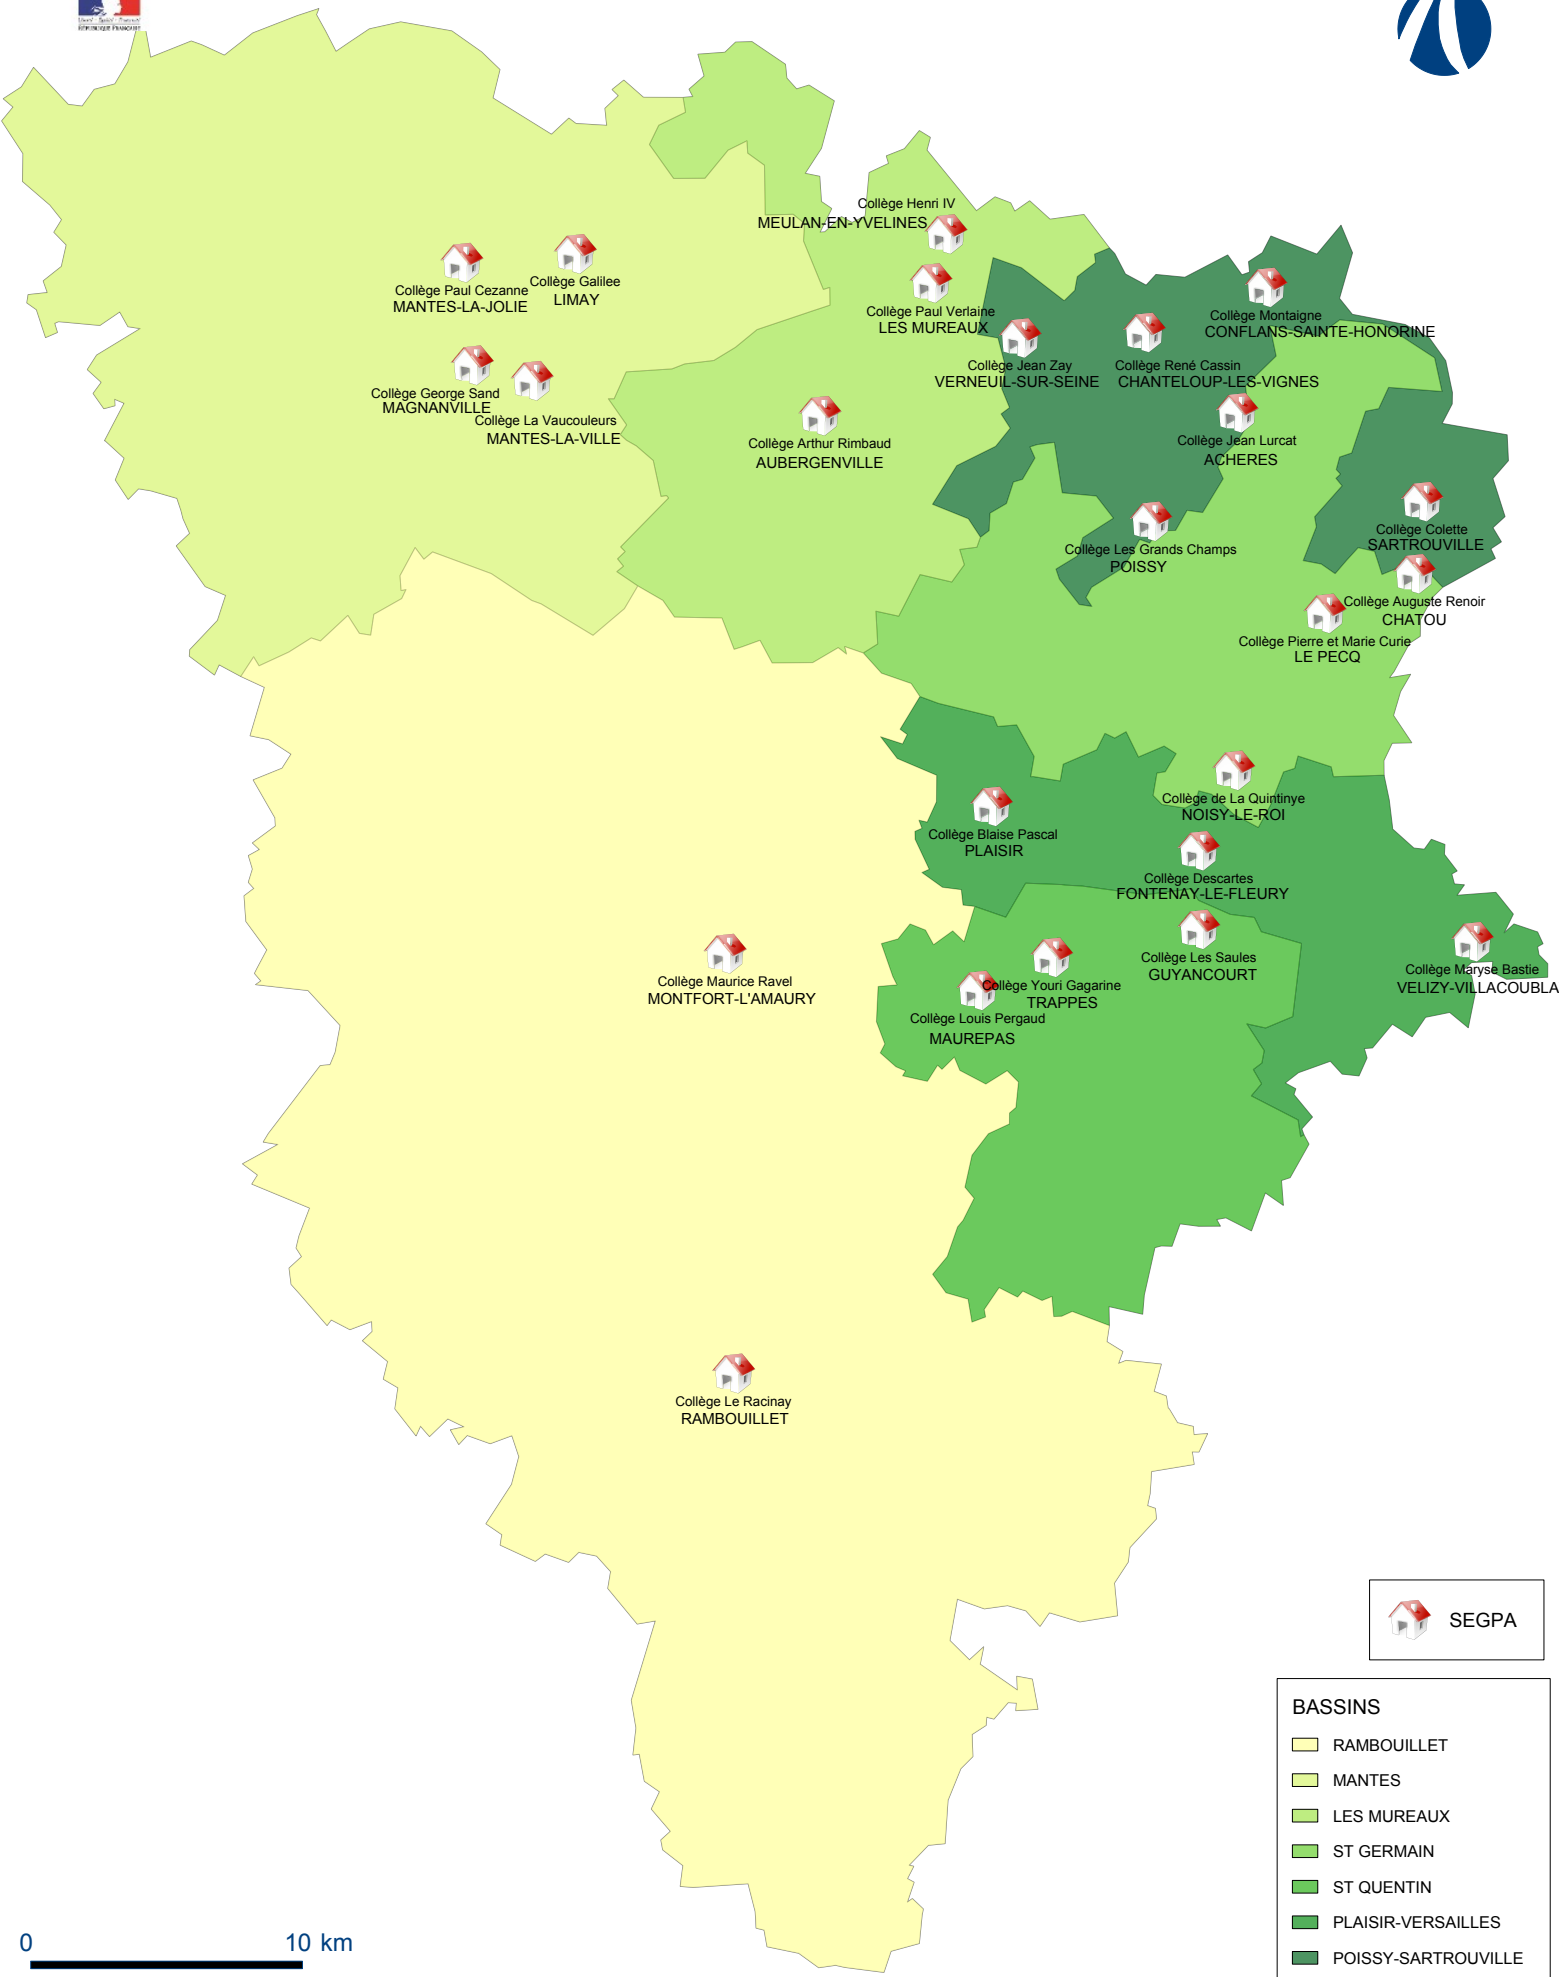 Liberté • Égalité • Fraternité
RÉPUBLIQUE FRANÇAISE
Collège Henri IV
MEULAN-EN-YVELINES
Collège Paul Cezanne
MANTES-LA-JOLIE
Collège Galilee
LIMAY
Collège Paul Verlaine
LES MUREAUX
Collège Montaigne
CONFLANS-SAINTE-HONORINE
Collège Jean Zay
VERNEUIL-SUR-SEINE
Collège René Cassin
CHANTELOUP-LES-VIGNES
Collège George Sand
MAGNANVILLE
Collège La Vaucouleurs
MANTES-LA-VILLE
Collège Arthur Rimbaud
AUBERGENVILLE
Collège Jean Lurcat
ACHERES
Collège Colette
SARTROUVILLE
Collège Les Grands Champs
POISSY
Collège Auguste Renoir
CHATOU
Collège Pierre et Marie Curie
LE PECQ
Collège de La Quintinye
NOISY-LE-ROI
Collège Blaise Pascal
PLAISIR
Collège Descartes
FONTENAY-LE-FLEURY
Collège Les Saules
GUYANCOURT
Collège Maryse Bastie
VELIZY-VILLACOUBLA
Collège Maurice Ravel
MONTFORT-L'AMAURY
Collège Youri Gagarine
TRAPPES
Collège Louis Pergaud
MAUREPAS
Collège Le Racinay
RAMBOUILLET
SEGPA
BASSINS
RAMBOUILLET
MANTES
LES MUREAUX
ST GERMAIN
ST QUENTIN
PLAISIR-VERSAILLES
POISSY-SARTROUVILLE
0 10 km